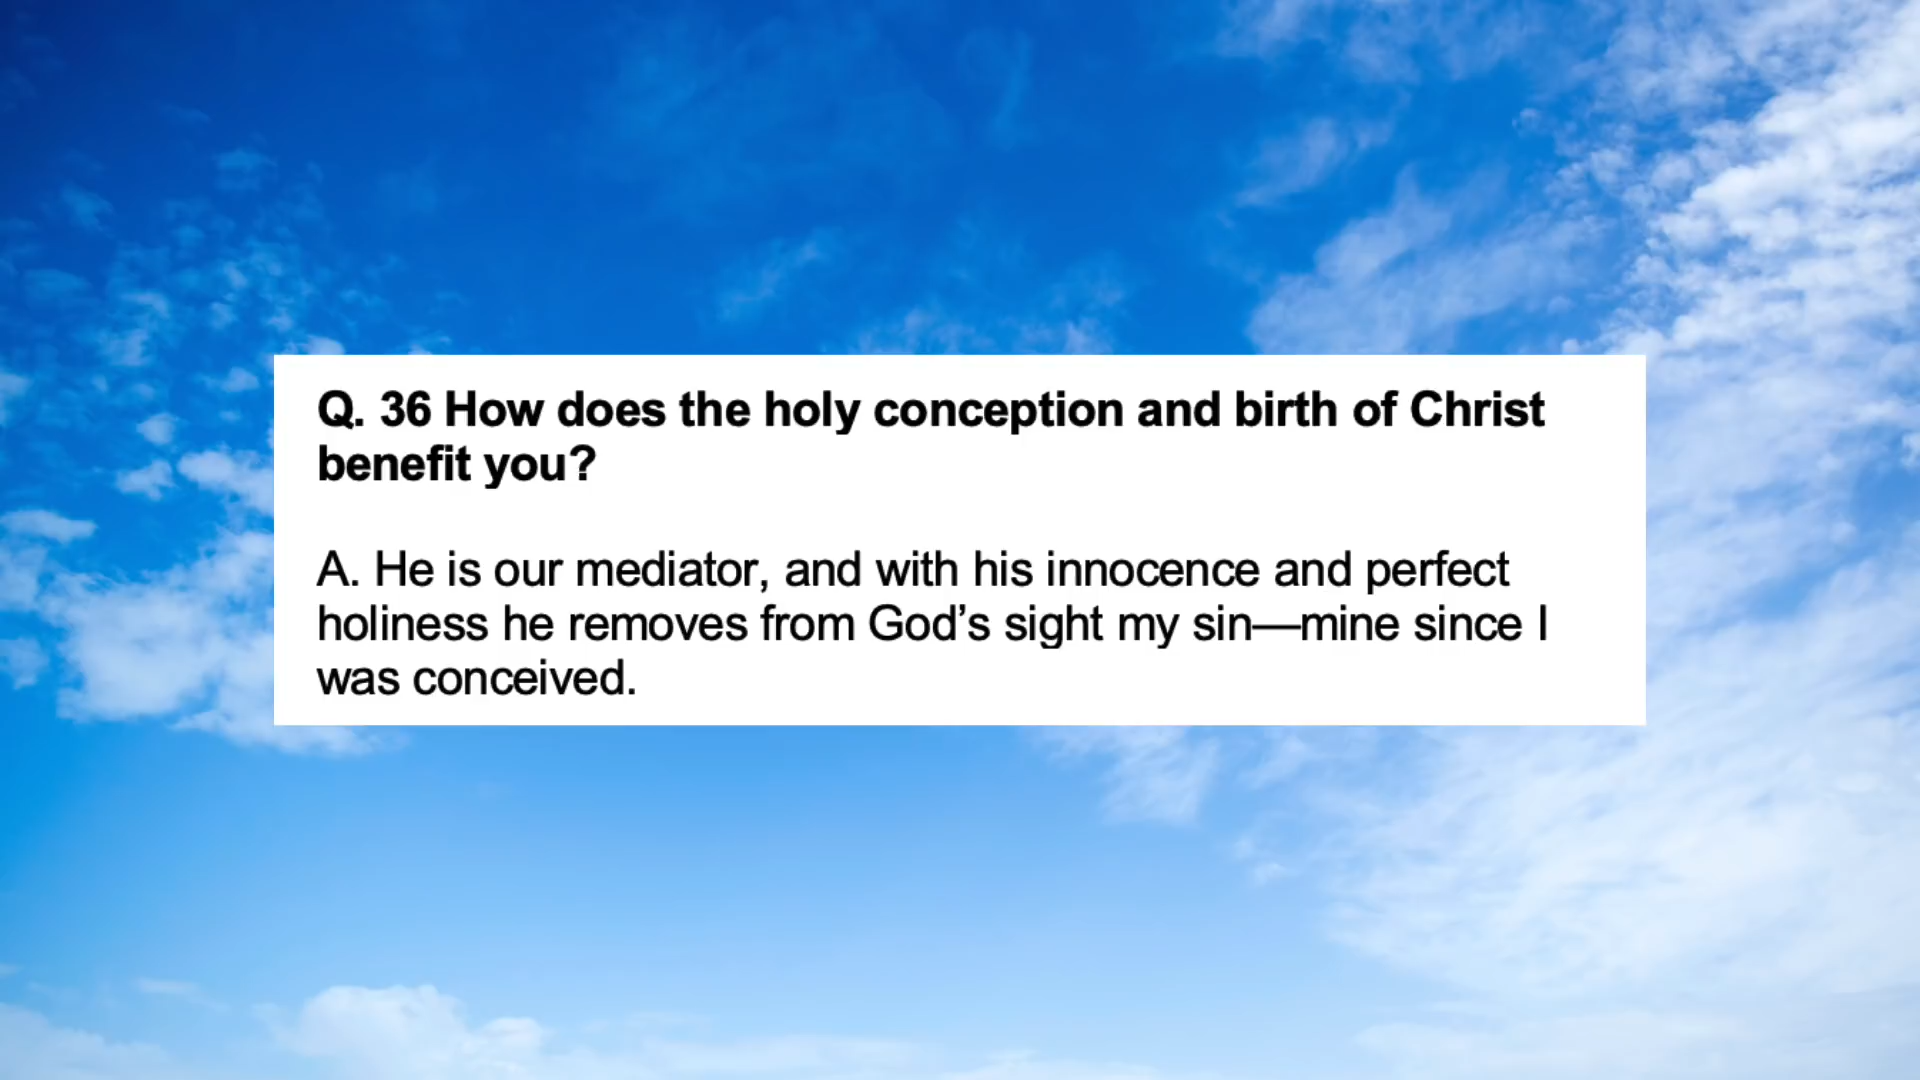 Q. 36 How does the holy conception and birth of Christ
benefit you?
A. He is our mediator, and with his innocence and perfect
holiness he removes from God’s sight my sin—mine since I
was conceived.